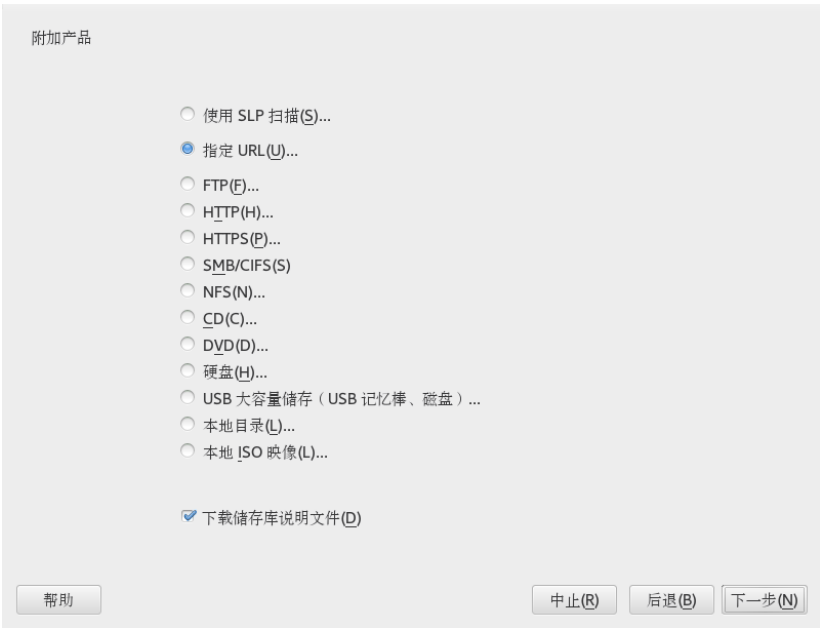 附加产品
使用 SLP 扫描(S)...
指定 URL(U)...
FTP(F)...
HTTP(H)...
HTTPS(P)...
SMB/CIFS(S)
NFS(N)...
CD(C)...
DVD(D)...
硬盘(H)...
USB 大容量储存（USB 记忆棒、磁盘）...
本地目录(L)...
本地 ISO 映像(L)...
下载储存库说明文件(D)
帮助 中止(R) 后退(B) 下一步(N)